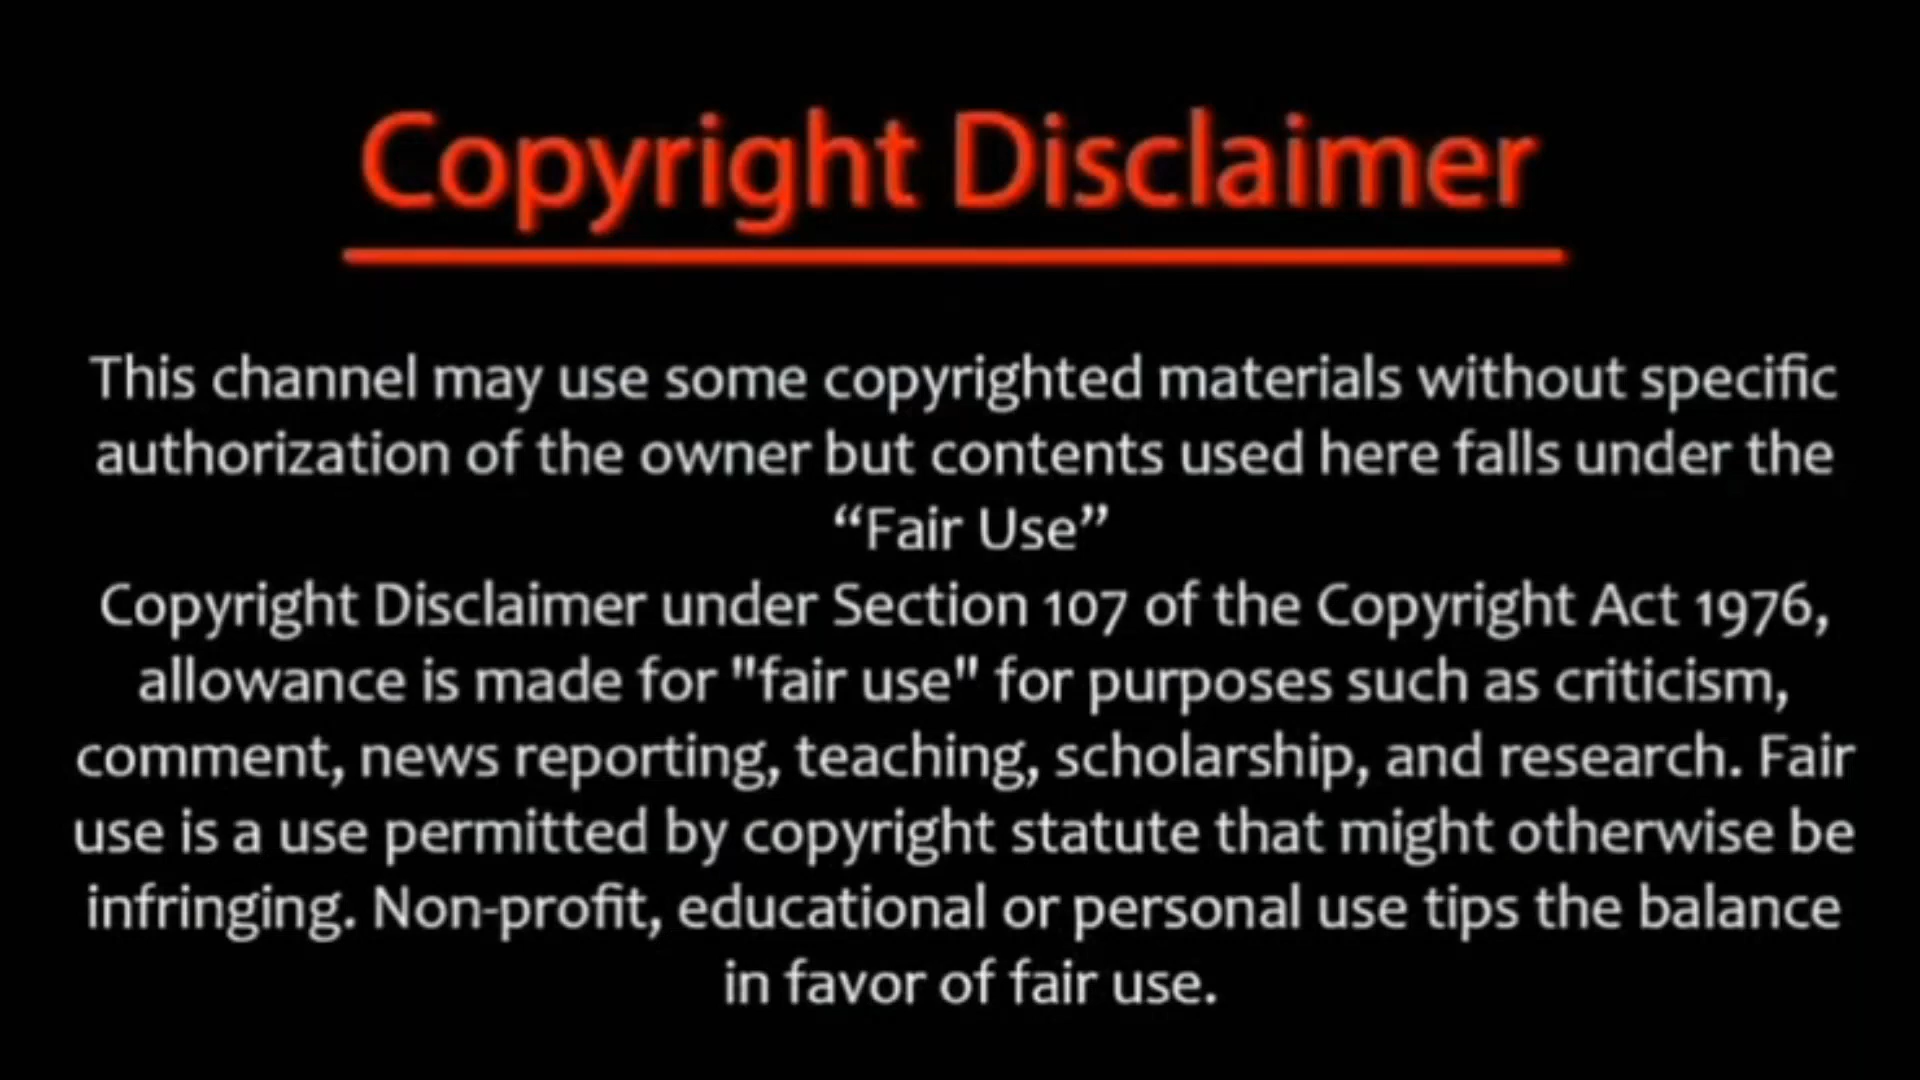 Copyright Disclaimer
This channel may use some copyrighted materials without specific
authorization of the owner but contents used here falls under the
“Fair Use”
Copyright Disclaimer under Section 107 of the Copyright Act 1976,
allowance is made for "fair use" for purposes such as criticism,
comment, news reporting, teaching, scholarship, and research. Fair
use is a use permitted by copyright statute that might otherwise be
infringing. Non-profit, educational or personal use tips the balance
in favor of fair use.